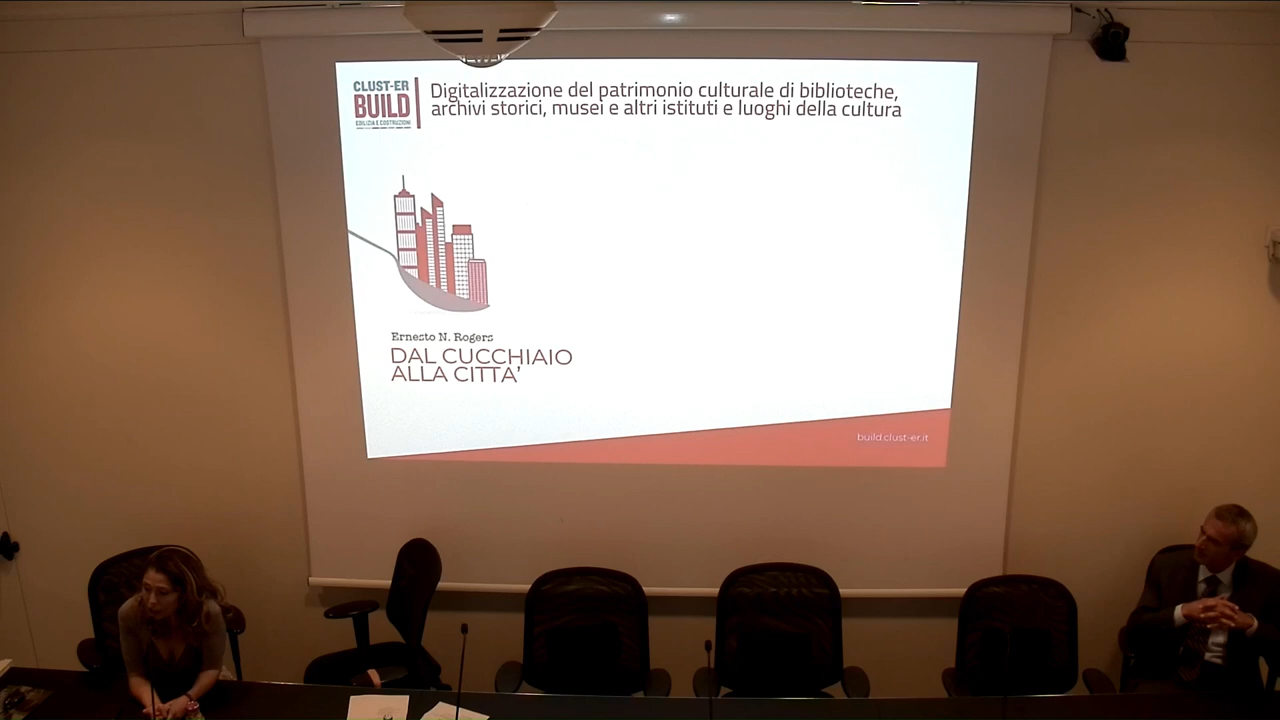 CLUST-ER
BUILD
EDILIZIA E COSTRUZIONI
Digitalizzazione del patrimonio culturale di biblioteche,
archivi storici, musei e altri istituti e luoghi della cultura
Ernesto N. Rogers
DAL CUCCHIAIO
ALLA CITTA'
build.clust-er.it